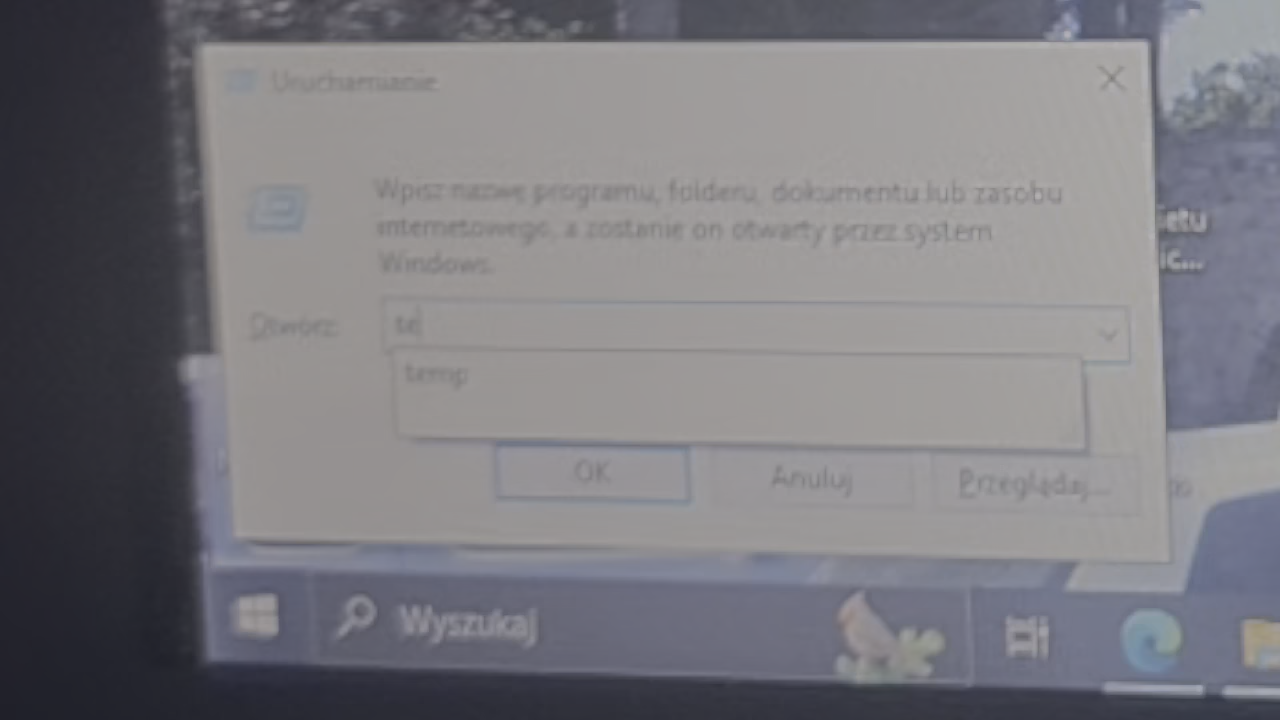 Uruchamianie
Wpisz nazwę programu, folderu, dokumentu lub zasobu
internetowego, a zostanie on otwarty przez system
Windows.
Otwórz:
te
temp
OK
Anuluj
Przeglądaj...
Wyszukaj